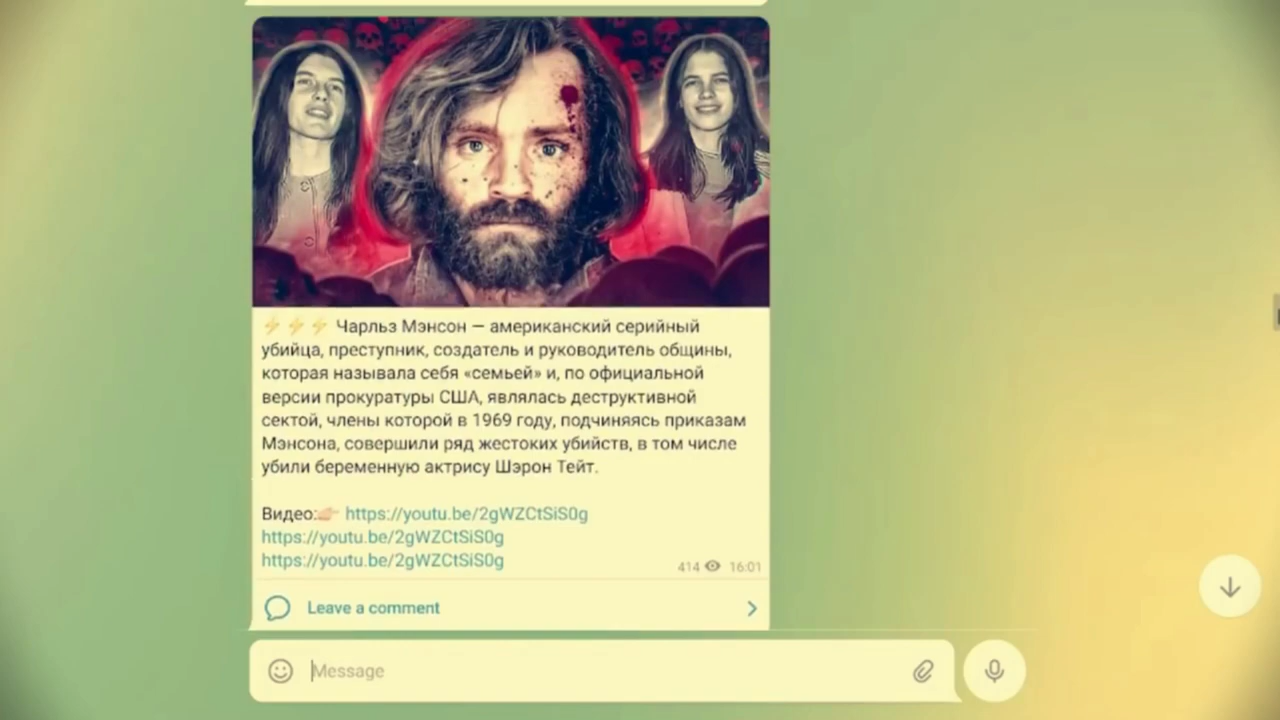 ⚡⚡⚡ Чарльз Мэнсон — американский серийный
убийца, преступник, создатель и руководитель общины,
которая называла себя «семьей» и, по официальной
версии прокуратуры США, являлась деструктивной
сектой, члены которой в 1969 году, подчиняясь приказам
Мэнсона, совершили ряд жестоких убийств, в том числе
убили беременную актрису Шэрон Тейт.
Видео:👉 https://youtu.be/2gWZCtSiS0g
https://youtu.be/2gWZCtSiS0g
https://youtu.be/2gWZCtSiS0g
414 16:01
Leave a comment
Message